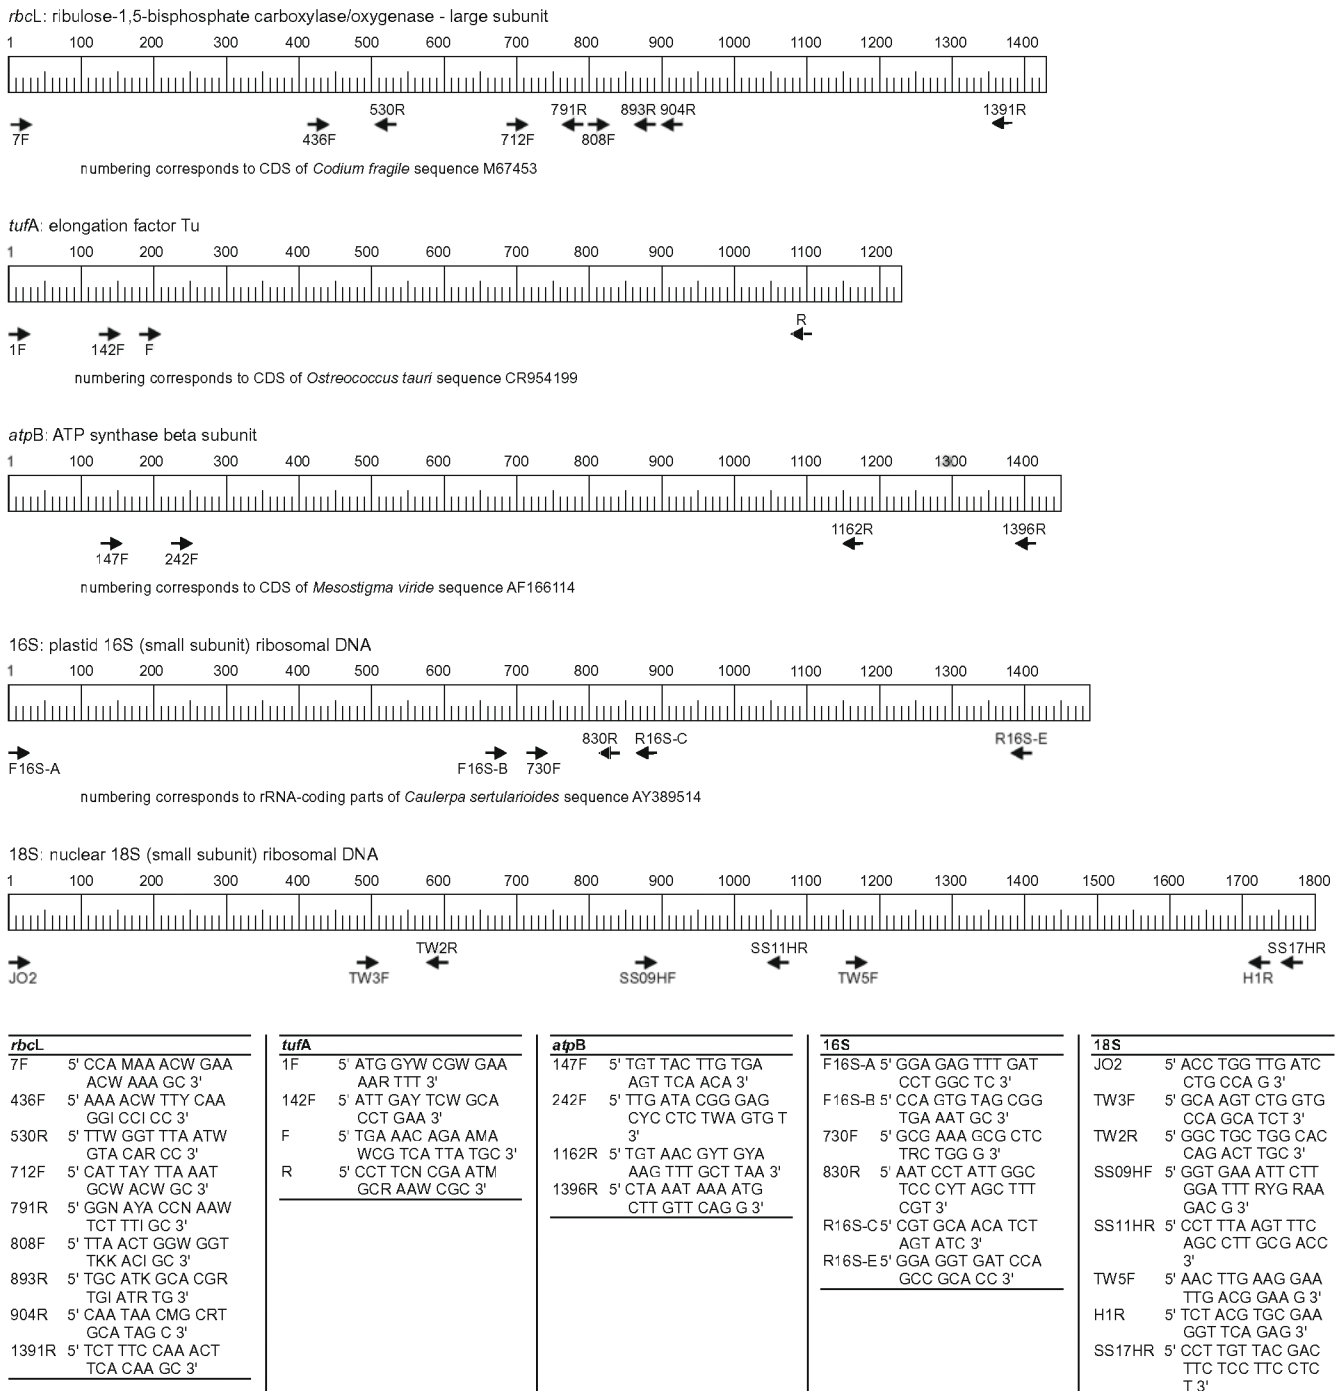 rbcL: ribulose-1,5-bisphosphate carboxylase/oxygenase - large subunit
1 100 200 300 400 500 600 700 800 900 1000 1100 1200 1300 1400
530R 791R 893R 904R 1391R
7F 436F 712F 808F
numbering corresponds to CDS of Codium fragile sequence M67453
tufA: elongation factor Tu
1 100 200 300 400 500 600 700 800 900 1000 1100 1200
R
1F 142F F
numbering corresponds to CDS of Ostreococcus tauri sequence CR954199
atpB: ATP synthase beta subunit
1 100 200 300 400 500 600 700 800 900 1000 1100 1200 1300 1400
1162R 1396R
147F 242F
numbering corresponds to CDS of Mesostigma viride sequence AF166114
16S: plastid 16S (small subunit) ribosomal DNA
1 100 200 300 400 500 600 700 800 900 1000 1100 1200 1300 1400
830R R16S-C R16S-E
F16S-A F16S-B 730F
numbering corresponds to rRNA-coding parts of Caulerpa sertularioides sequence AY389514
18S: nuclear 18S (small subunit) ribosomal DNA
1 100 200 300 400 500 600 700 800 900 1000 1100 1200 1300 1400 1500 1600 1700 1800
TW2R SS11HR SS17HR
JO2 TW3F SS09HF TW5F H1R
rbcL
7F 5' CCA MAA ACW GAA
ACW AAA GC 3'
436F 5' AAA ACW TTY CAA
GGI CCI CC 3'
530R 5' TTW GGT TTA ATW
GTA CAR CC 3'
712F 5' CAT TAY TTA AAT
GCW ACW GC 3'
791R 5' GGN AYA CCN AAW
TCT TTI GC 3'
808F 5' TTA ACT GGW GGT
TKK ACI GC 3'
893R 5' TGC ATK GCA CGR
TGI ATR TG 3'
904R 5' CAA TAA CMG CRT
GCA TAG C 3'
1391R 5' TCT TTC CAA ACT
TCA CAA GC 3'
tufA
1F 5' ATG GYW CGW GAA
AAR TTT 3'
142F 5' ATT GAY TCW GCA
CCT GAA 3'
F 5' TGA AAC AGA AMA
WCG TCA TTA TGC 3'
R 5' CCT TCN CGA ATM
GCR AAW CGC 3'
atpB
147F 5' TGT TAC TTG TGA
AGT TCA ACA 3'
242F 5' TTG ATA CGG GAG
CYC CTC TWA GTG T
3'
1162R 5' TGT AAC GYT GYA
AAG TTT GCT TAA 3'
1396R 5' CTA AAT AAA ATG
CTT GTT CAG G 3'
16S
F16S-A 5' GGA GAG TTT GAT
CCT GGC TC 3'
F16S-B 5' CCA GTG TAG CGG
TGA AAT GC 3'
730F 5' GCG AAA GCG CTC
TRC TGG G 3'
830R 5' AAT CCT ATT GGC
TCC CYT AGC TTT
CGT 3'
R16S-C 5' CGT GCA ACA TCT
AGT ATC 3'
R16S-E 5' GGA GGT GAT CCA
GCC GCA CC 3'
18S
JO2 5' ACC TGG TTG ATC
CTG CCA G 3'
TW3F 5' GCA AGT CTG GTG
CCA GCA TCT 3'
TW2R 5' GGC TGC TGG CAC
CAG ACT TGC 3'
SS09HF 5' GGT GAA ATT CTT
GGA TTT RYG RAA
GAC G 3'
SS11HR 5' CCT TTA AGT TTC
AGC CTT GCG ACC
3'
TW5F 5' AAC TTG AAG GAA
TTG ACG GAA G 3'
H1R 5' TCT ACG TGC GAA
GGT TCA GAG 3'
SS17HR 5' CCT TGT TAC GAC
TTC TCC TTC CTC
T 3'